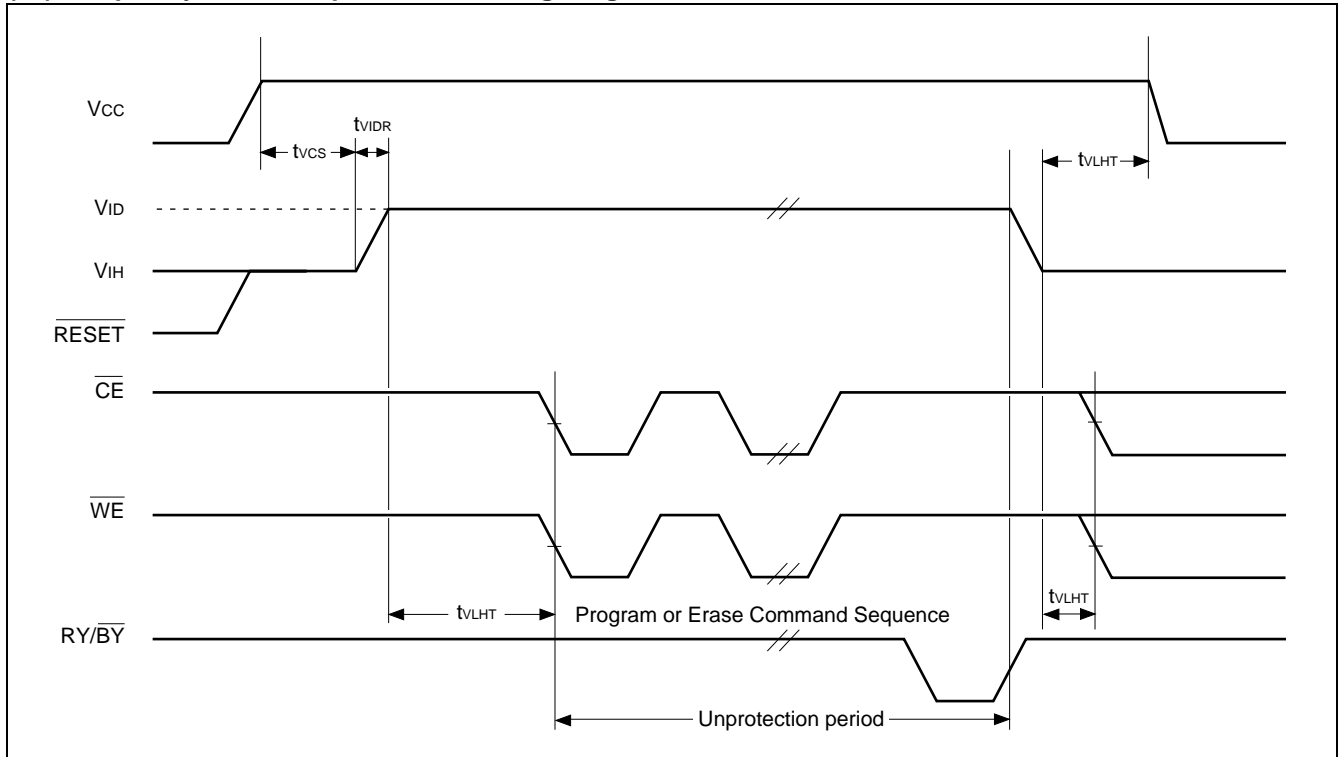 Vcc
tVIDR
tVCS
tVLHT
VID
VIH
RESET
CE
WE
tVLHT
Program or Erase Command Sequence
tVLHT
RY/BY
Unprotection period